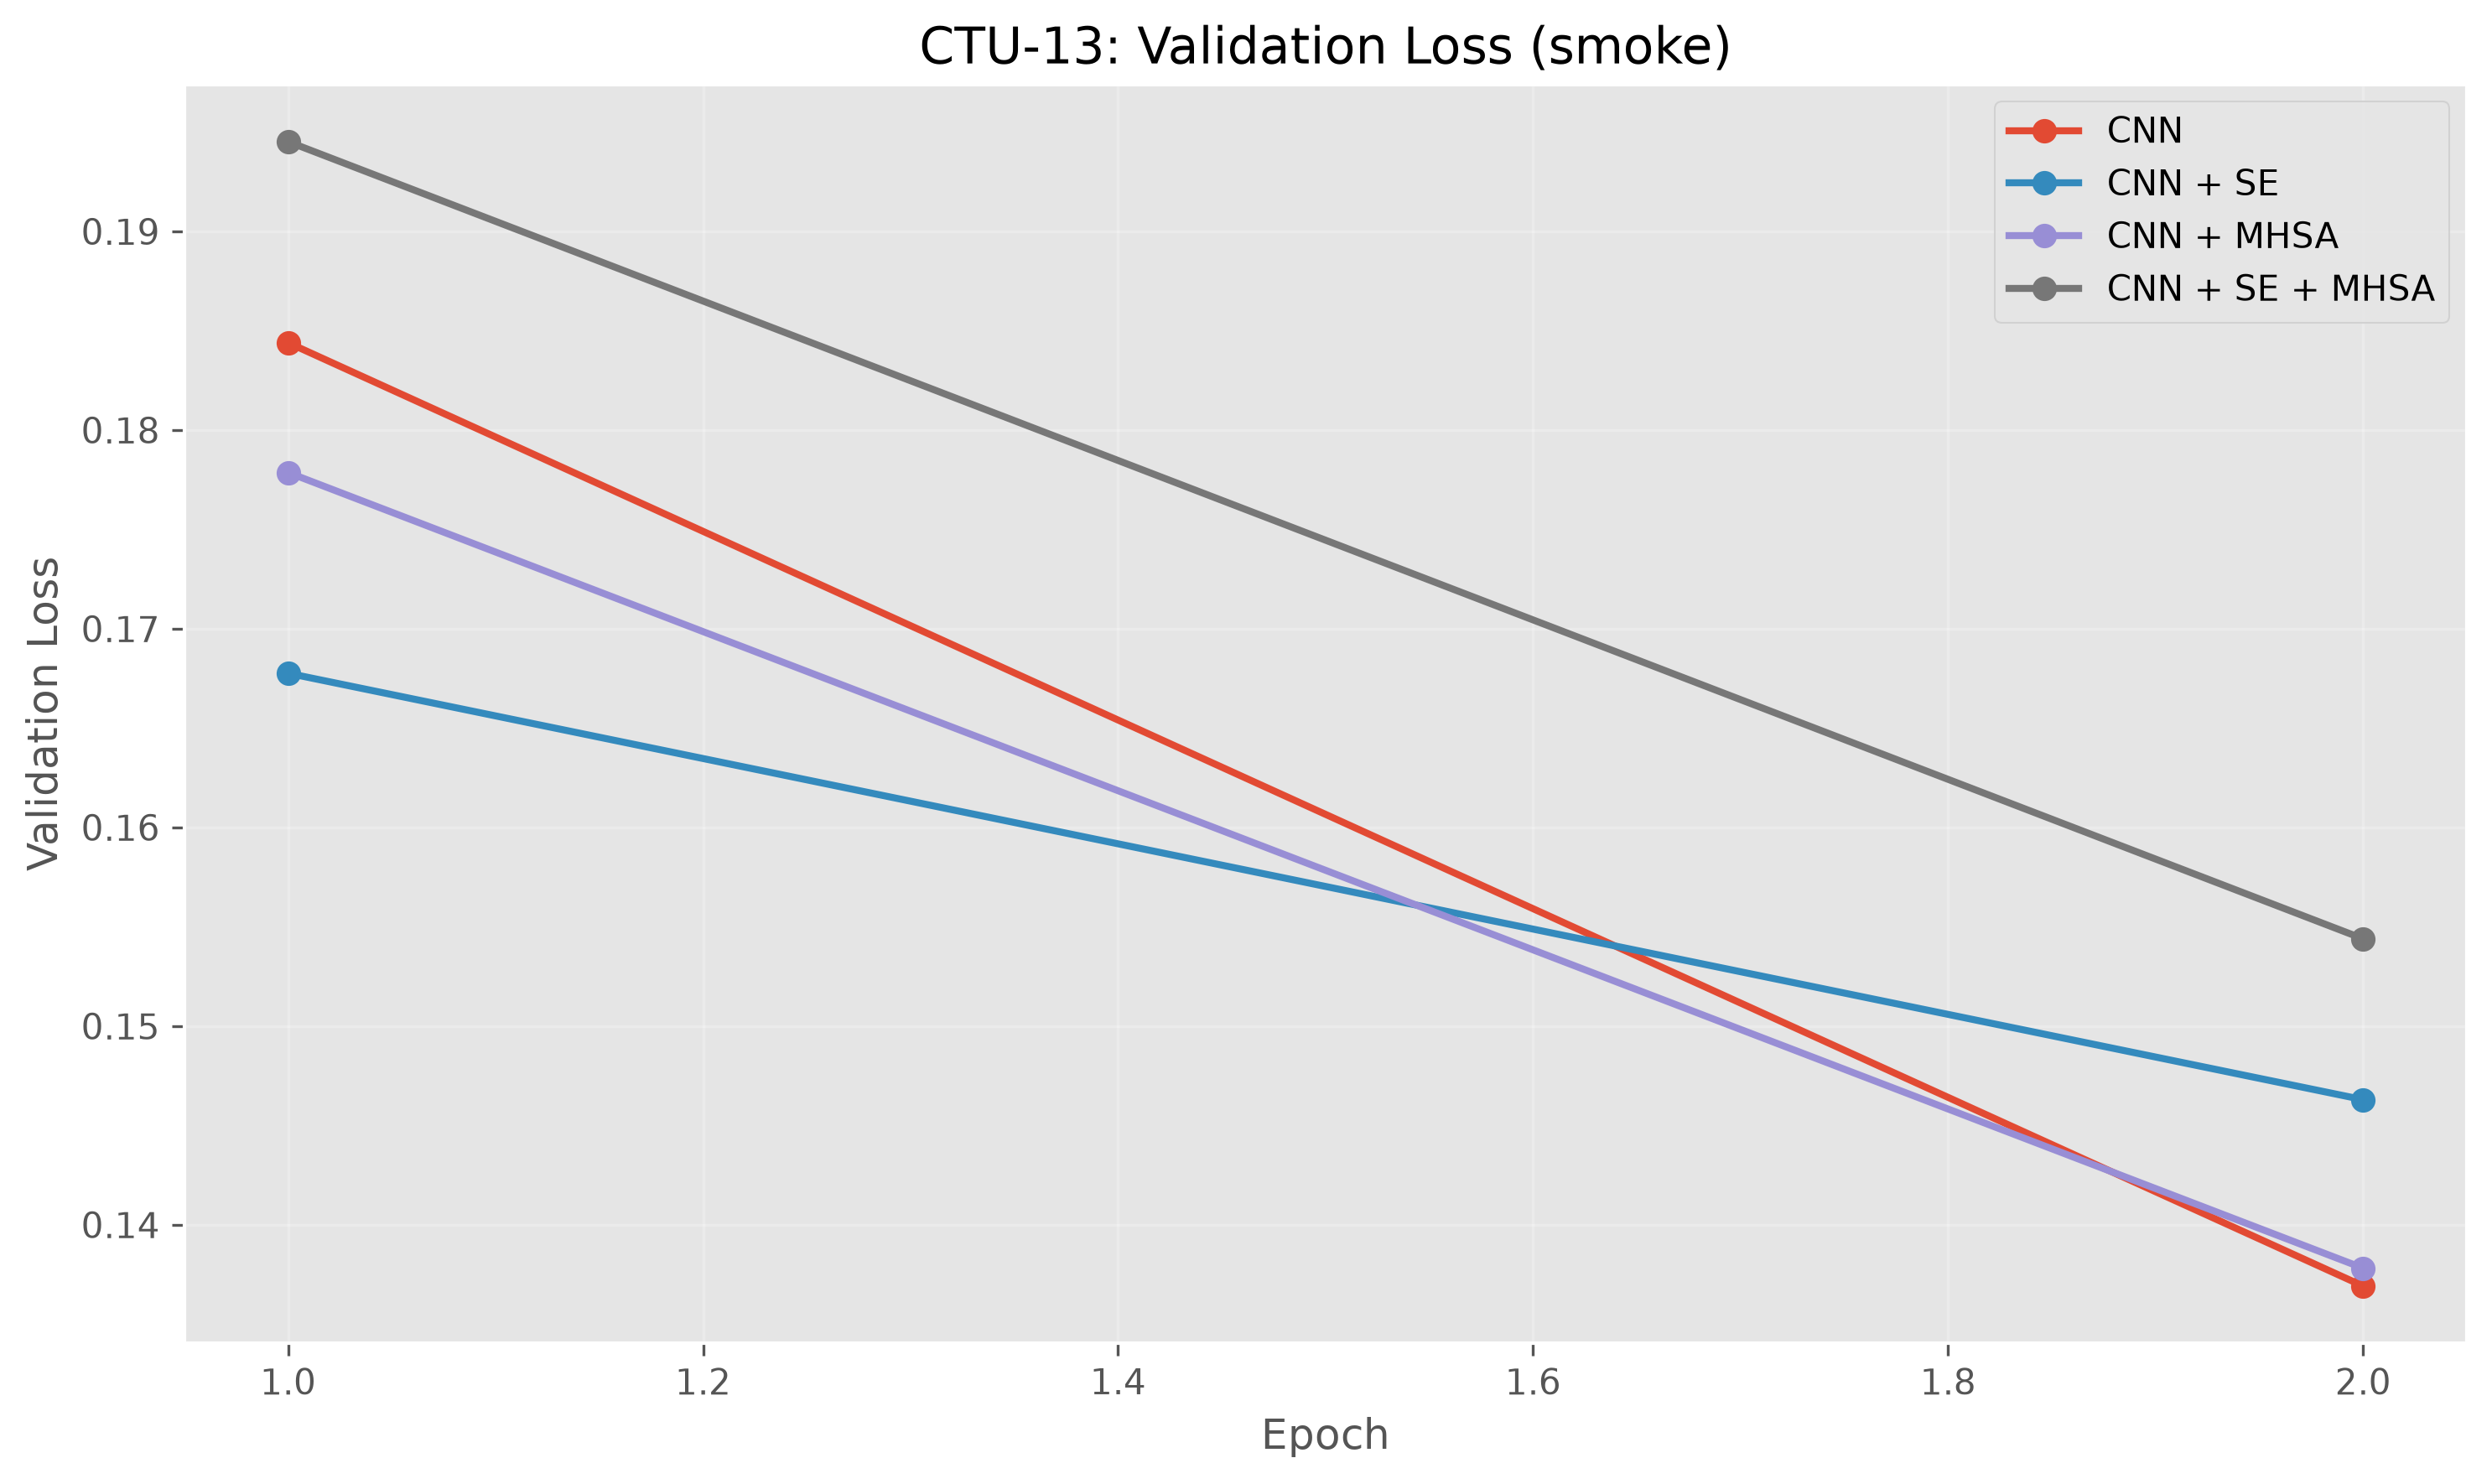 CTU-13: Validation Loss (smoke)
CNN
CNN + SE
CNN + MHSA
CNN + SE + MHSA
Validation Loss
0.19
0.18
0.17
0.16
0.15
0.14
1.0 1.2 1.4 1.6 1.8 2.0
Epoch